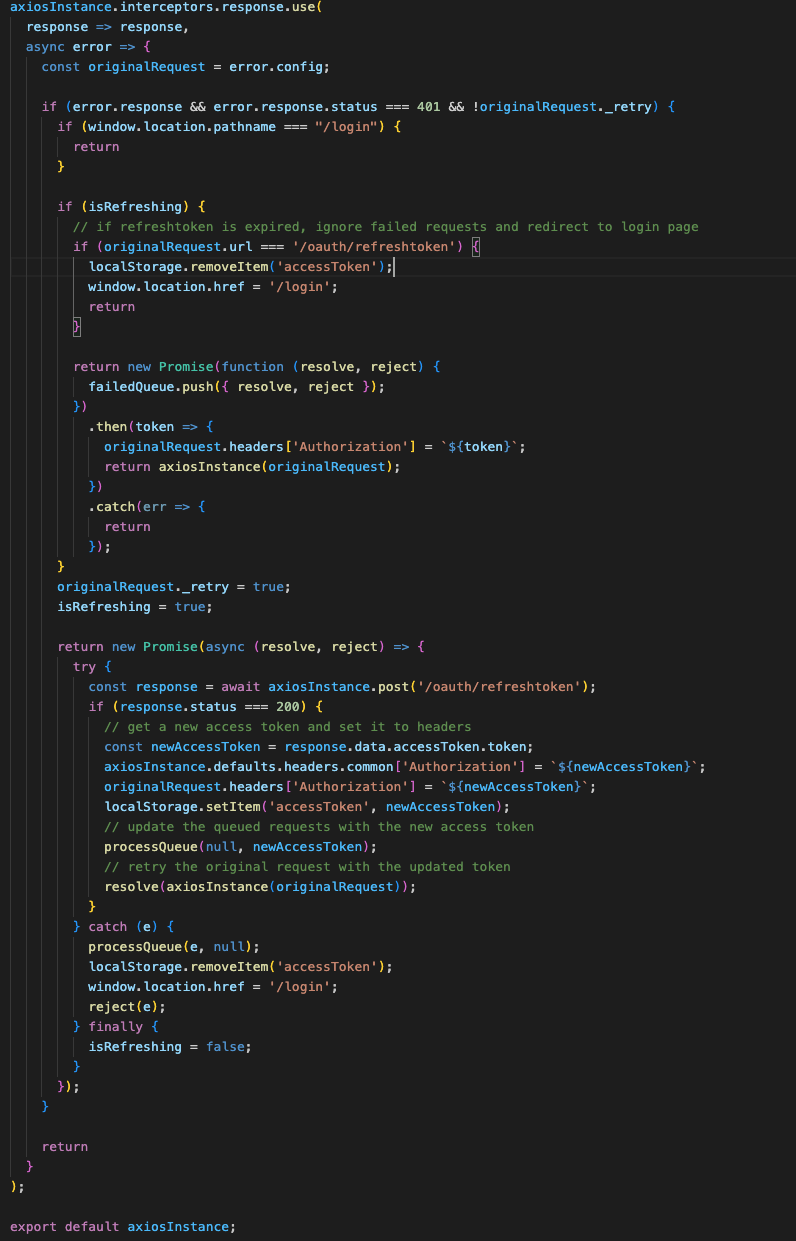 axiosInstance.interceptors.response.use(
  response => response,
  async error => {
    const originalRequest = error.config;

    if (error.response && error.response.status === 401 && !originalRequest._retry) {
      if (window.location.pathname === "/login") {
        return
      }

      if (isRefreshing) {
        // if refreshtoken is expired, ignore failed requests and redirect to login page
        if (originalRequest.url === '/oauth/refreshtoken') {
          localStorage.removeItem('accessToken');
          window.location.href = '/login';
          return
        }

        return new Promise(function (resolve, reject) {
          failedQueue.push({ resolve, reject });
        })
          .then(token => {
            originalRequest.headers['Authorization'] = `${token}`;
            return axiosInstance(originalRequest);
          })
          .catch(err => {
            return
          });
      }
      originalRequest._retry = true;
      isRefreshing = true;

      return new Promise(async (resolve, reject) => {
        try {
          const response = await axiosInstance.post('/oauth/refreshtoken');
          if (response.status === 200) {
            // get a new access token and set it to headers
            const newAccessToken = response.data.accessToken.token;
            axiosInstance.defaults.headers.common['Authorization'] = `${newAccessToken}`;
            originalRequest.headers['Authorization'] = `${newAccessToken}`;
            localStorage.setItem('accessToken', newAccessToken);
            // update the queued requests with the new access token
            processQueue(null, newAccessToken);
            // retry the original request with the updated token
            resolve(axiosInstance(originalRequest));
          }
        } catch (e) {
          processQueue(e, null);
          localStorage.removeItem('accessToken');
          window.location.href = '/login';
          reject(e);
        } finally {
          isRefreshing = false;
        }
      });
    }

    return
  }
);

export default axiosInstance;